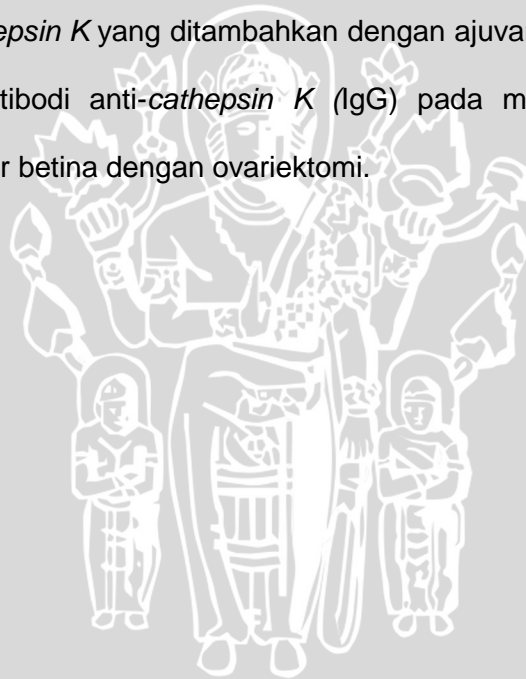 epsin K yang ditambahkan dengan ajuva
tibodi anti-cathepsin K (IgG) pada m
r betina dengan ovariektomi.